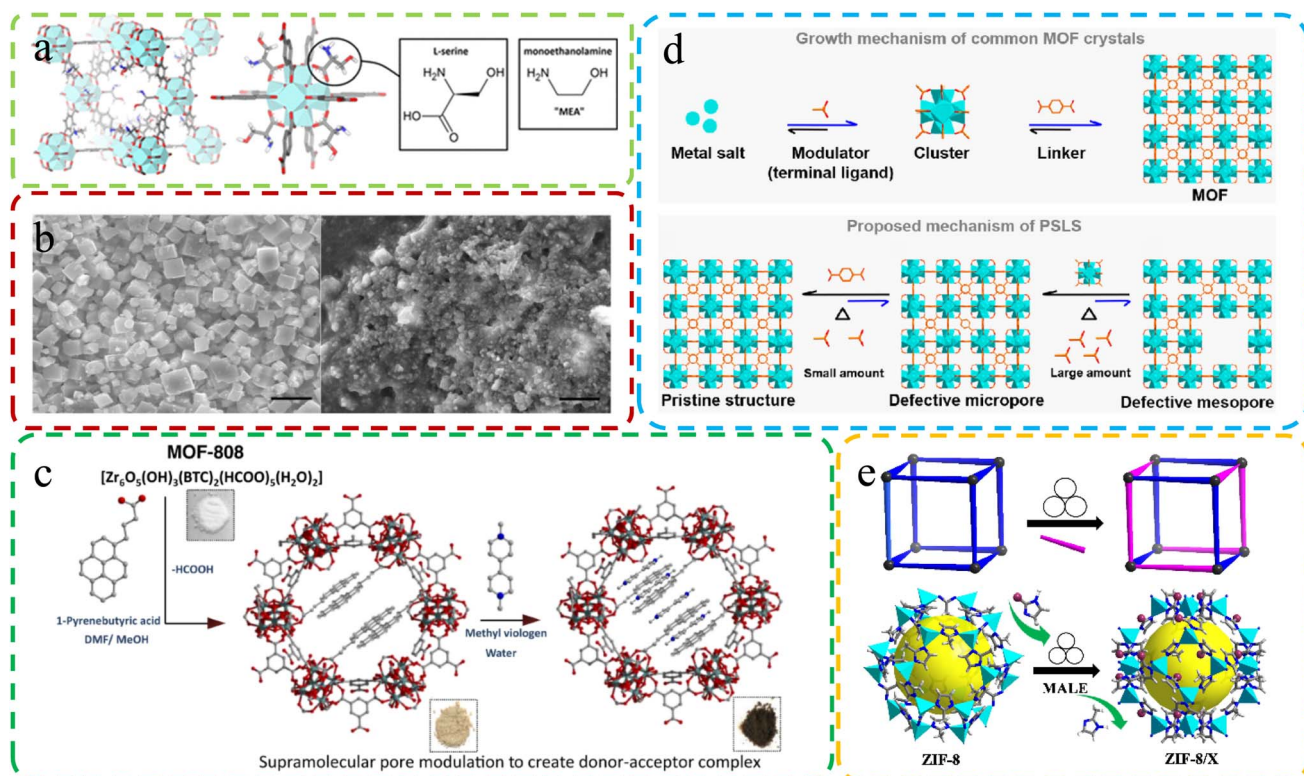 a
L-serine
H₂N
OH
HO
O
monoethanolamine
H₂N
OH
"MEA"
b
c
MOF-808
[Zr₆O₅(OH)₃(BTC)₂(HCOO)₅(H₂O)₂]
-HCOOH
1-Pyrenebutyric acid
DMF/ MeOH
Methyl viologen
Water
Supramolecular pore modulation to create donor-acceptor complex
d
Growth mechanism of common MOF crystals
Metal salt
Modulator
(terminal ligand)
Cluster
Linker
MOF
Proposed mechanism of PSLS
Δ
Small amount
Δ
Large amount
Pristine structure
Defective micropore
Defective mesopore
e
MALE
ZIF-8
ZIF-8/X